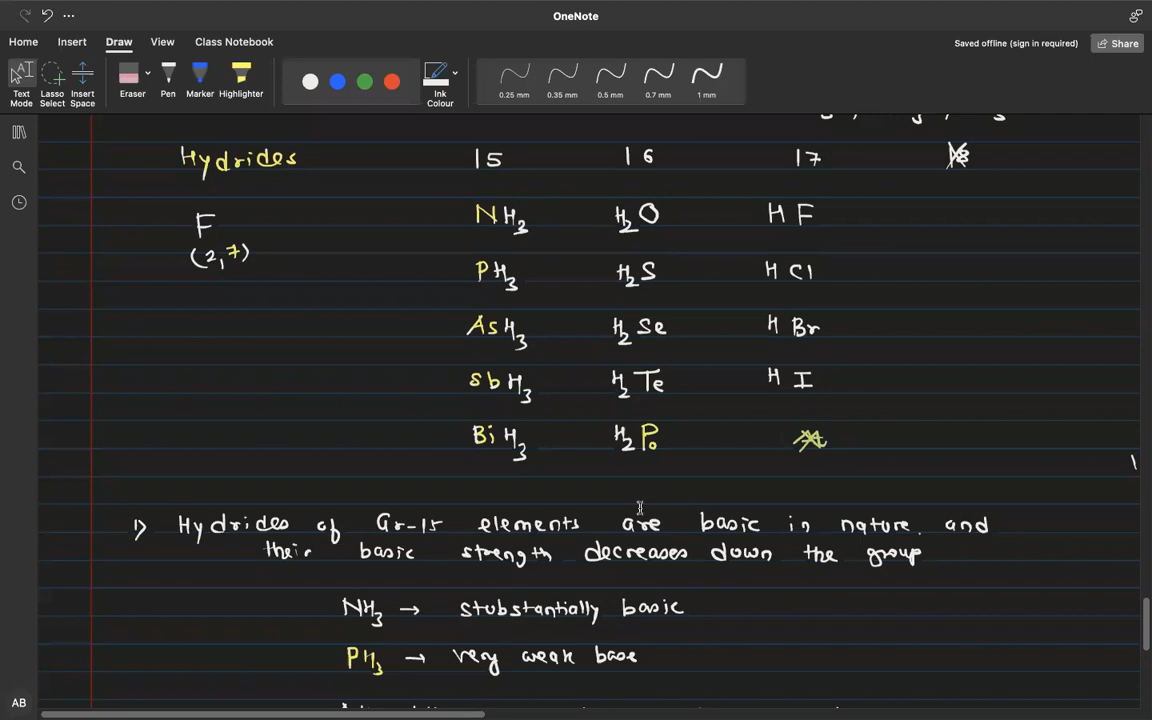 OneNote
Home Insert Draw View Class Notebook
Saved offline (sign in required) Share
Text Mode Lasso Select Insert Space Eraser Pen Marker Highlighter Ink Colour 0.25 mm 0.35 mm 0.5 mm 0.7 mm 1 mm
Hydrides 15 16 17
F NH3 H2O HF
(2,7)
PH3 H2S HCl
AsH3 H2Se HBr
SbH3 H2Te HI
BiH3 H2Po
1) Hydrides of Gr-15 elements are basic in nature and
their basic strength decreases down the group
NH3 → stubstantially basic
PH3 → very weak base
AB